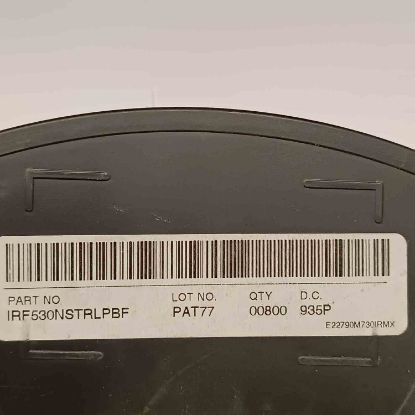 PART NO LOT NO. QTY D.C.
IRF530NSTRLPBF PAT77 00800 935P
E22790M730IRMX